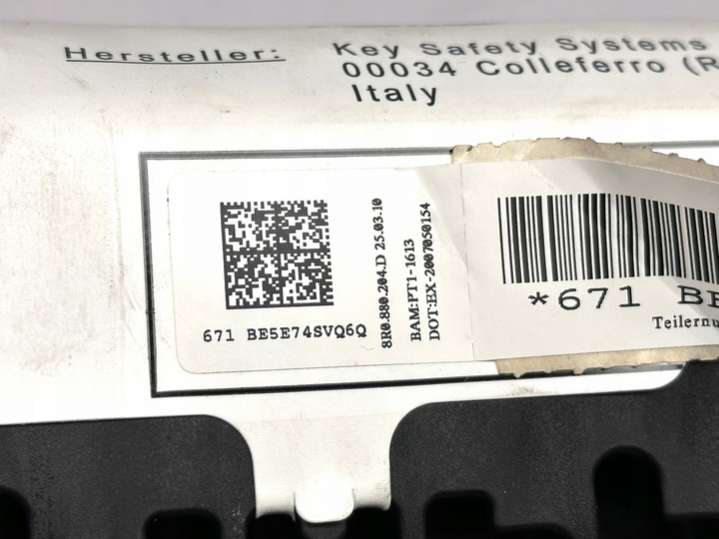 Hersteller: Key Safety Systems
00034 Colleferro (R
Italy
671 BE5E74SVQ6Q
8R0.880.204.D 25.03.10
BAM:PT1-1613
DOT:EX-2007050154
*671 BE
Teilernu